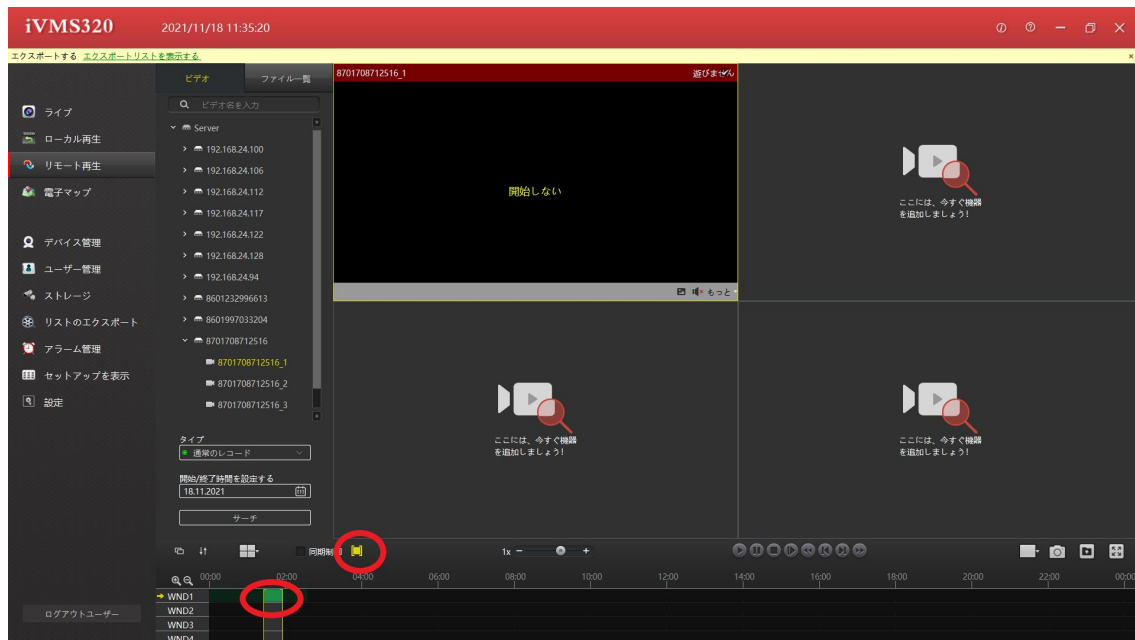 iVMS320 2021/11/18 11:35:20
エクスポートする エクスポートリストを表示する
ライブ
ローカル再生
リモート再生
電子マップ
デバイス管理
ユーザー管理
ストレージ
リストのエクスポート
アラーム管理
セットアップを表示
設定
ログアウトユーザー
ビデオ ファイル一覧
ビデオ名を入力
Server
192.168.24.100
192.168.24.106
192.168.24.112
192.168.24.117
192.168.24.122
192.168.24.128
192.168.24.94
8601232996613
8601997033204
8701708712516
8701708712516_1
8701708712516_2
8701708712516_3
タイプ
通常のレコード
開始/終了時間を設定する
18.11.2021
サーチ
8701708712516_1 遊びません
開始しない
もっと
ここには、今すぐ機器
を追加しましょう!
ここには、今すぐ機器
を追加しましょう!
ここには、今すぐ機器
を追加しましょう!
同期制 1x
00:00 02:00 04:00 06:00 08:00 10:00 12:00 14:00 16:00 18:00 20:00 22:00 00:00
WND1
WND2
WND3
WND4